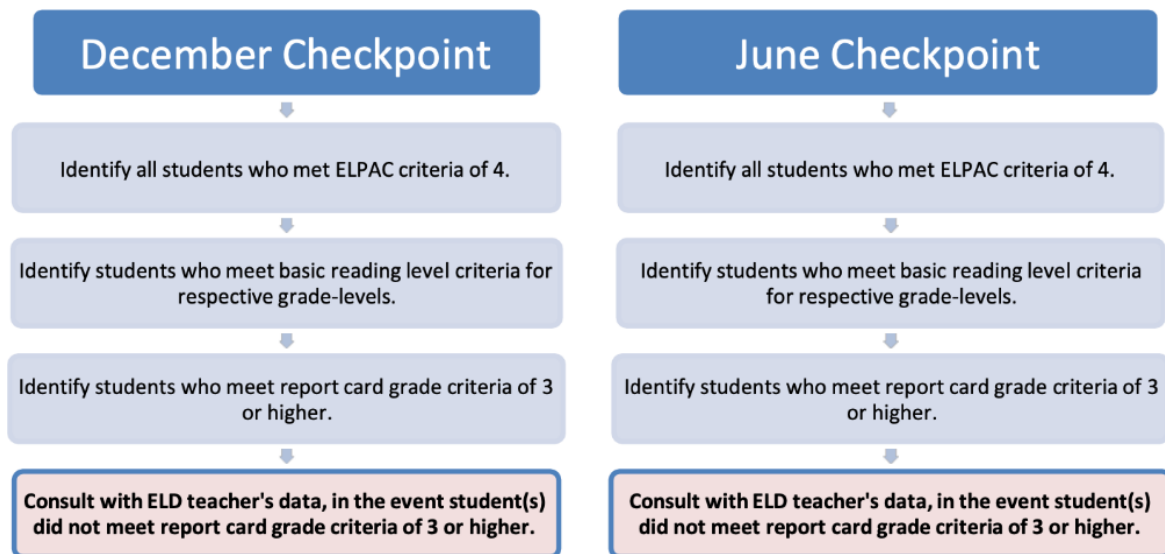 December Checkpoint
Identify all students who met ELPAC criteria of 4.
Identify students who meet basic reading level criteria for
respective grade-levels.
Identify students who meet report card grade criteria of 3
or higher.
Consult with ELD teacher's data, in the event student(s)
did not meet report card grade criteria of 3 or higher.
June Checkpoint
Identify all students who met ELPAC criteria of 4.
Identify students who meet basic reading level criteria
for respective grade-levels.
Identify students who meet report card grade criteria of 3
or higher.
Consult with ELD teacher's data, in the event student(s)
did not meet report card grade criteria of 3 or higher.